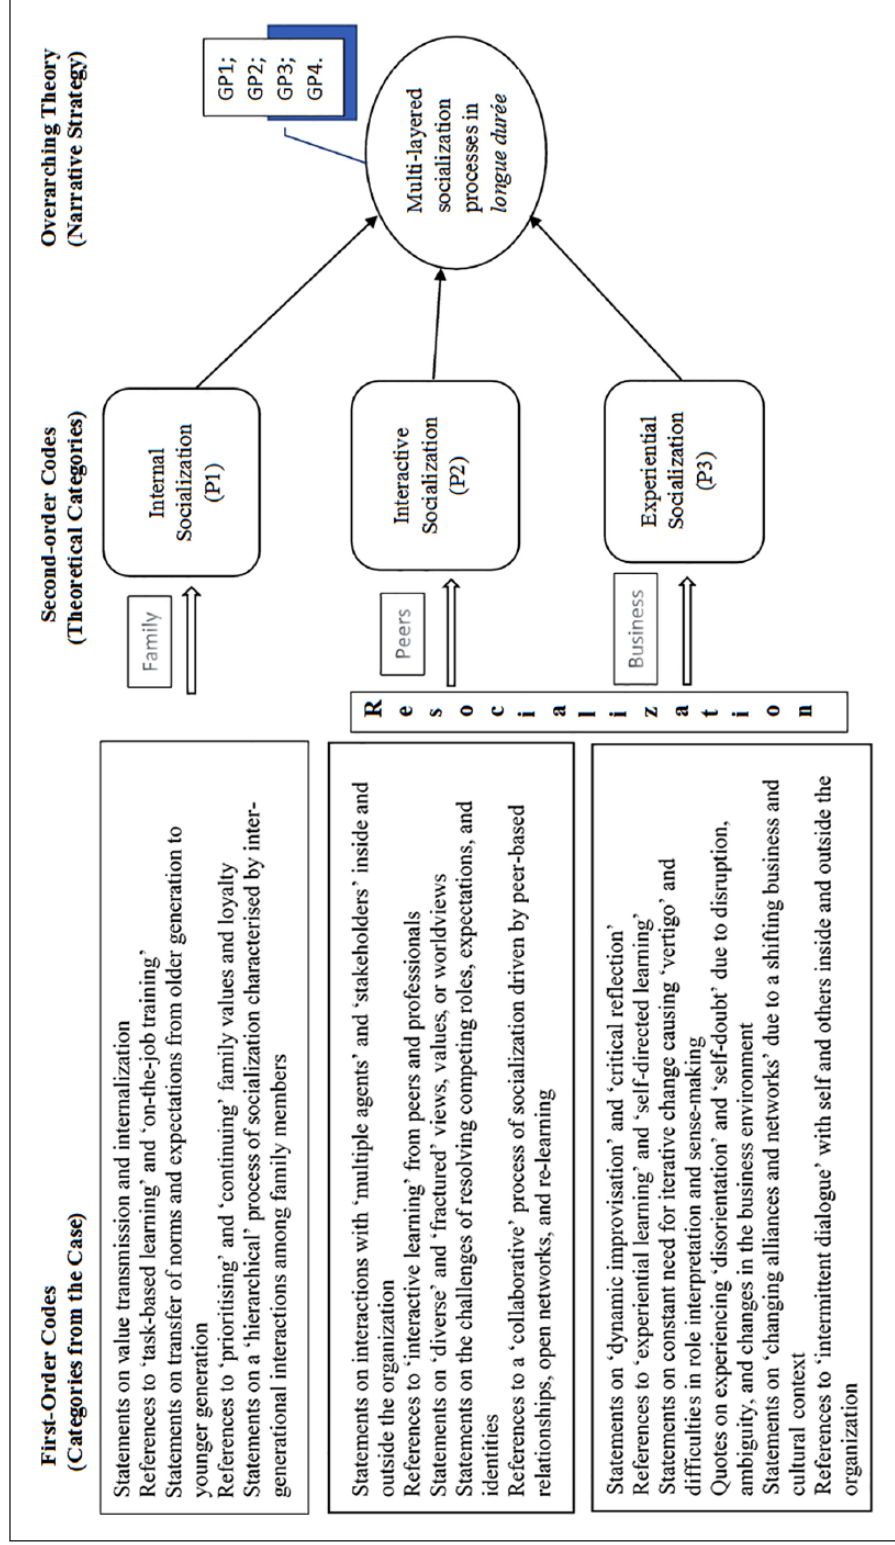 First-Order Codes
(Categories from the Case)
Second-order Codes
(Theoretical Categories)
Overarching Theory
(Narrative Strategy)
Statements on value transmission and internalization
References to ‘task-based learning’ and ‘on-the-job training’
Statements on transfer of norms and expectations from older generation to
younger generation
References to ‘prioritising’ and ‘continuing’ family values and loyalty
Statements on a ‘hierarchical’ process of socialization characterised by inter-
generational interactions among family members
Family
Internal
Socialization
(P1)
Statements on interactions with ‘multiple agents’ and ‘stakeholders’ inside and
outside the organization
References to ‘interactive learning’ from peers and professionals
Statements on ‘diverse’ and ‘fractured’ views, values, or worldviews
Statements on the challenges of resolving competing roles, expectations, and
identities
References to a ‘collaborative’ process of socialization driven by peer-based
relationships, open networks, and re-learning
Peers
Interactive
Socialization
(P2)
Statements on ‘dynamic improvisation’ and ‘critical reflection’
References to ‘experiential learning’ and ‘self-directed learning’
Statements on constant need for iterative change causing ‘vertigo’ and
difficulties in role interpretation and sense-making
Quotes on experiencing ‘disorientation’ and ‘self-doubt’ due to disruption,
ambiguity, and changes in the business environment
Statements on ‘changing alliances and networks’ due to a shifting business and
cultural context
References to ‘intermittent dialogue’ with self and others inside and outside the
organization
Business
Experiential
Socialization
(P3)
Resocialization
GP1;
GP2;
GP3;
GP4.
Multi-layered
socialization
processes in
longue durée